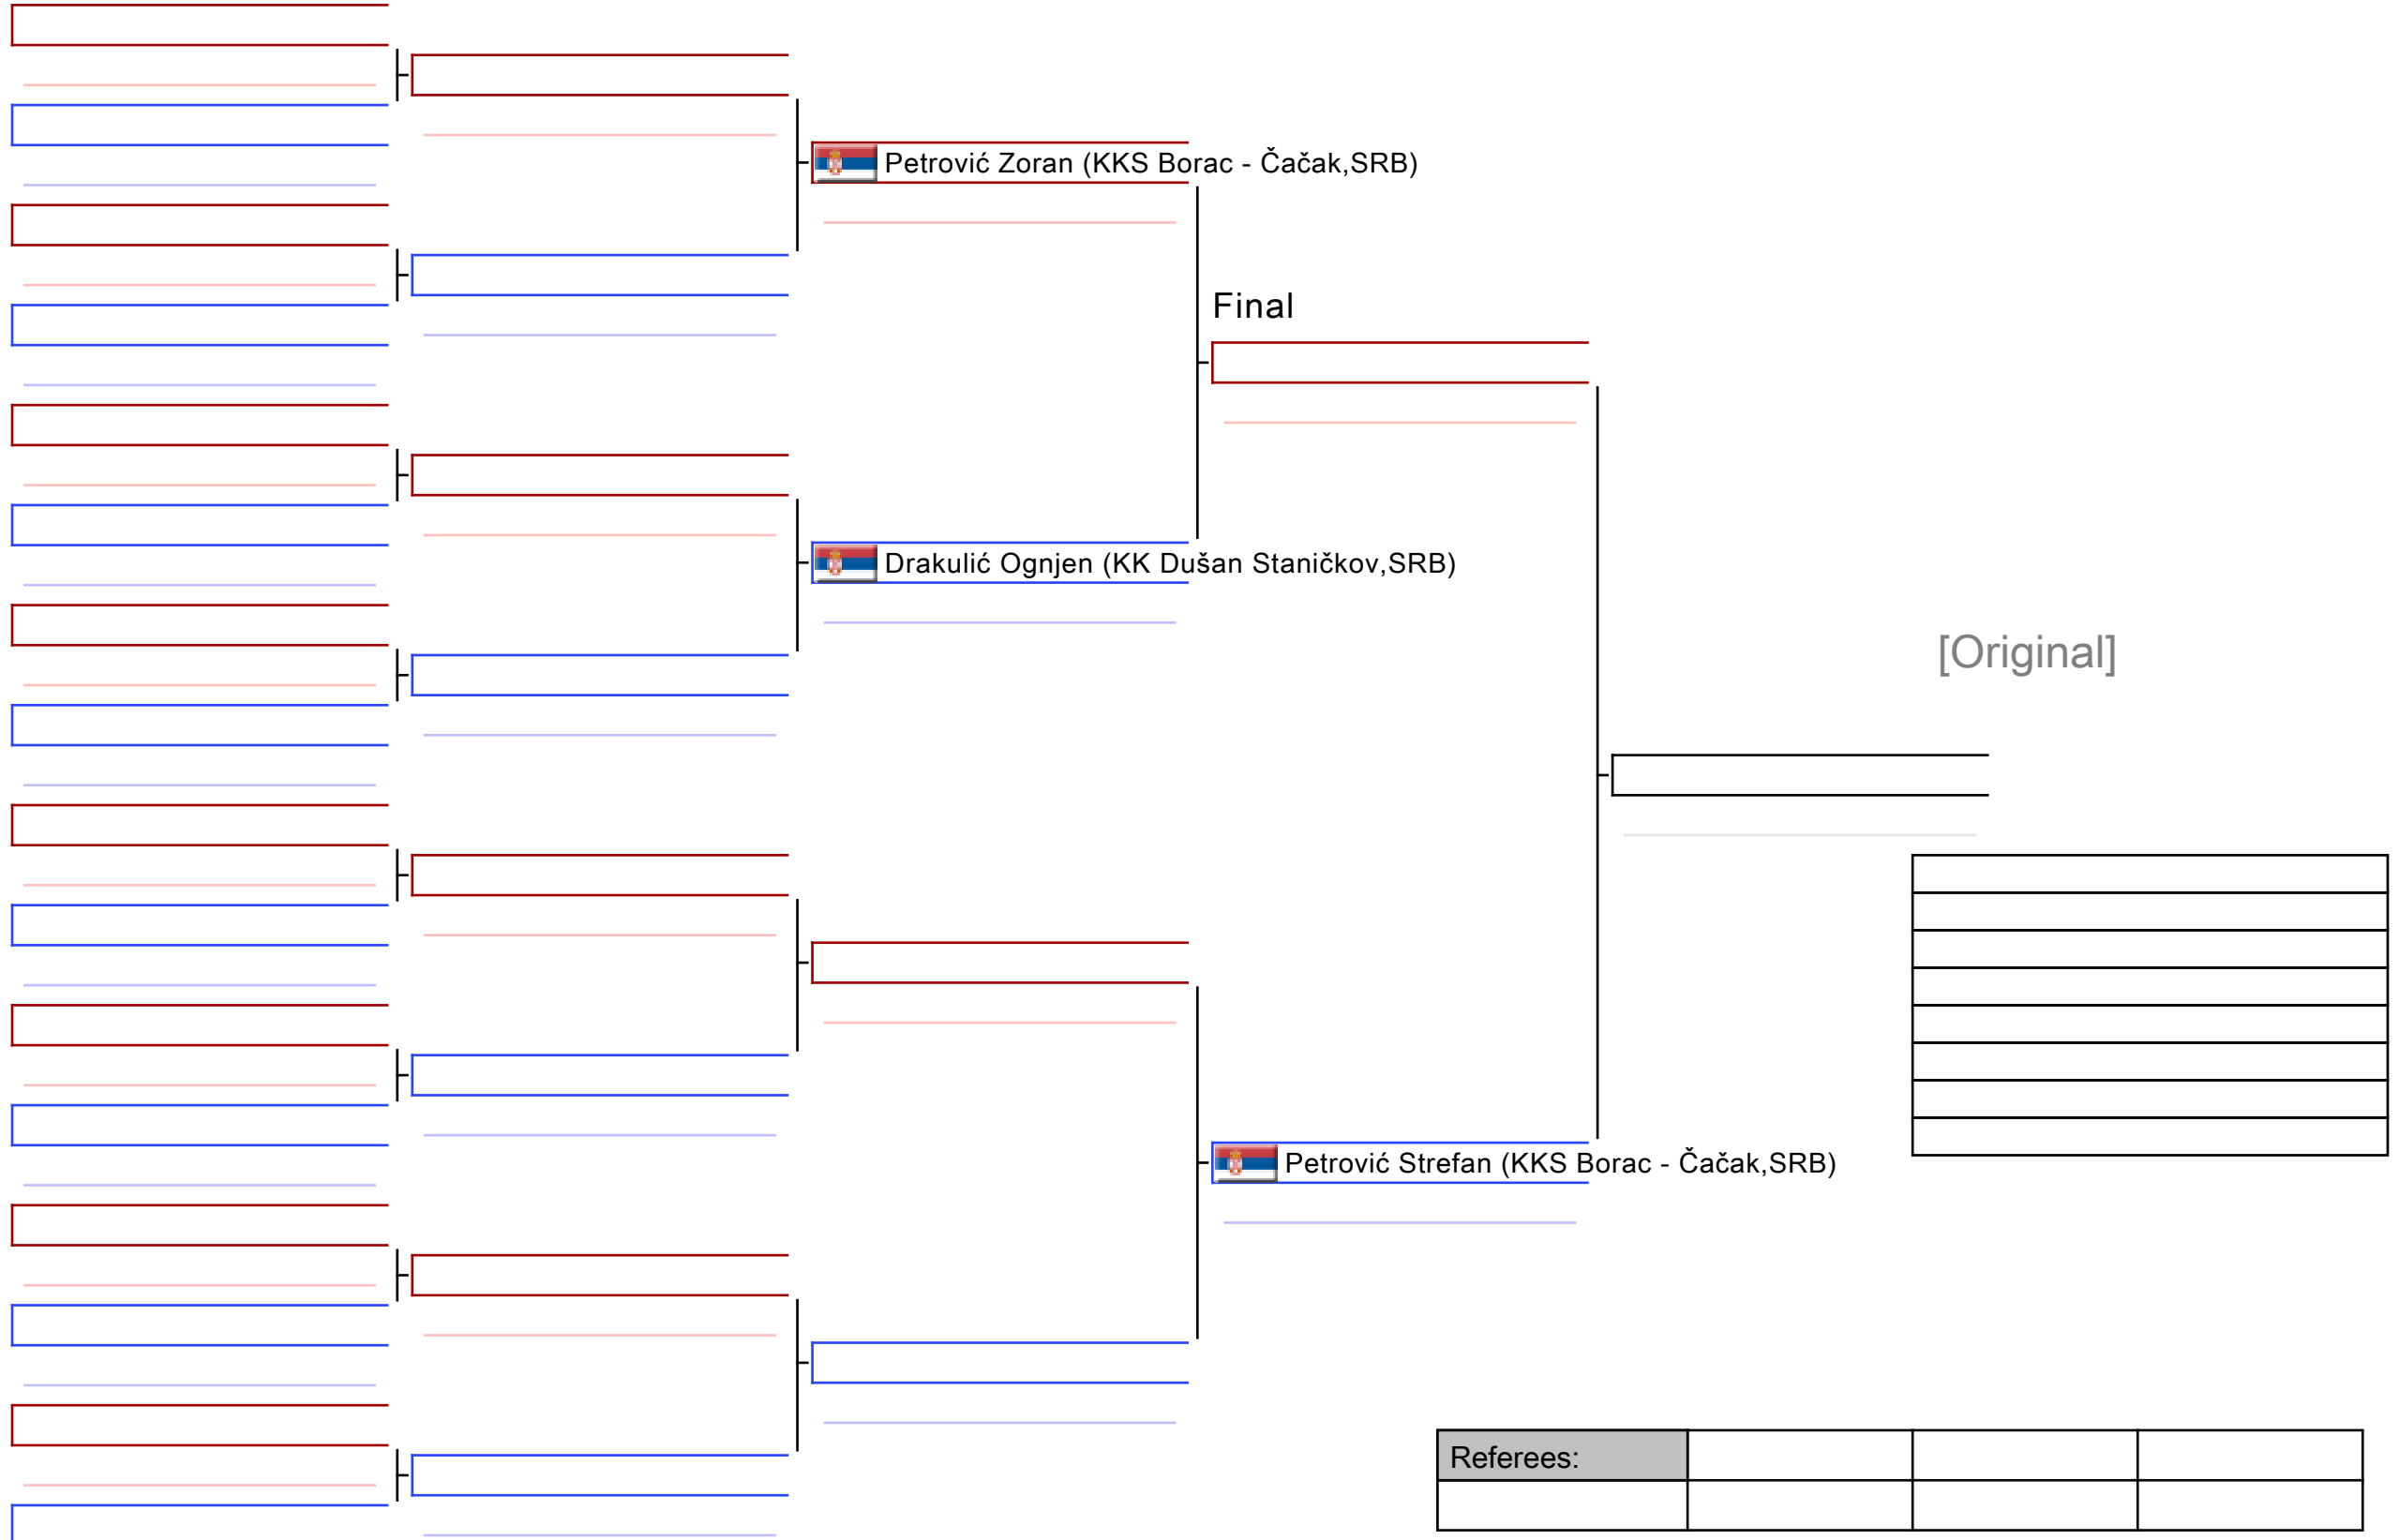 Petrović Zoran (KKS Borac - Čačak,SRB)
Final
Drakulić Ognjen (KK Dušan Staničkov,SRB)
[Original]
Petrović Strefan (KKS Borac - Čačak,SRB)
Referees: